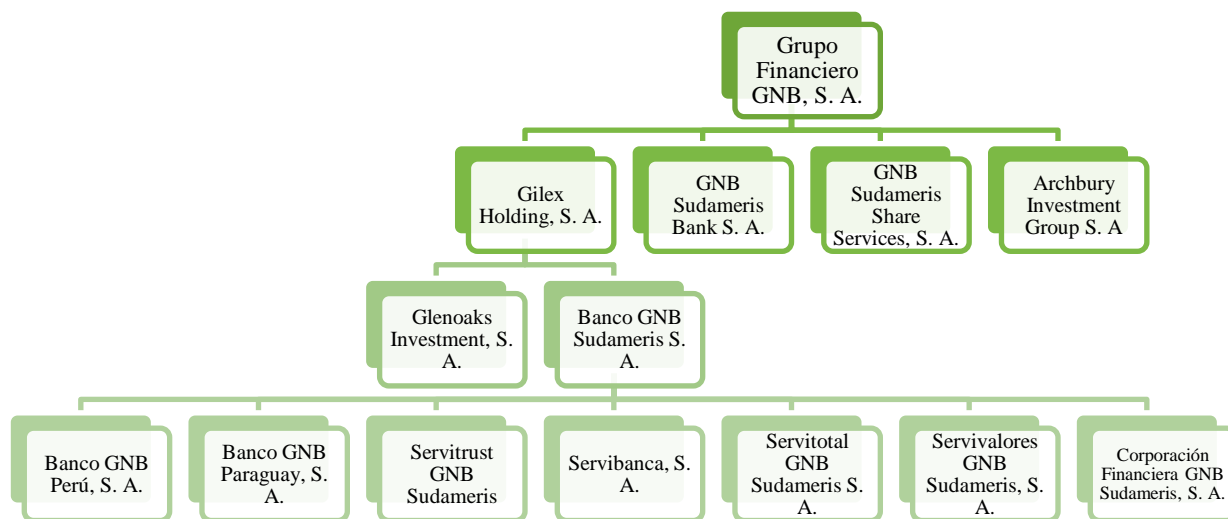 Grupo
Financiero
GNB, S. A.
Gilex
Holding, S. A.
GNB
Sudameris
Bank S. A.
GNB
Sudameris
Share
Services, S. A.
Archbury
Investment
Group S. A
Glenoaks
Investment, S.
A.
Banco GNB
Sudameris S.
A.
Banco GNB
Perú, S. A.
Banco GNB
Paraguay, S.
A.
Servitrust
GNB
Sudameris
Servibanca, S.
A.
Servitotal
GNB
Sudameris S.
A.
Servivalores
GNB
Sudameris, S.
A.
Corporación
Financiera GNB
Sudameris, S. A.